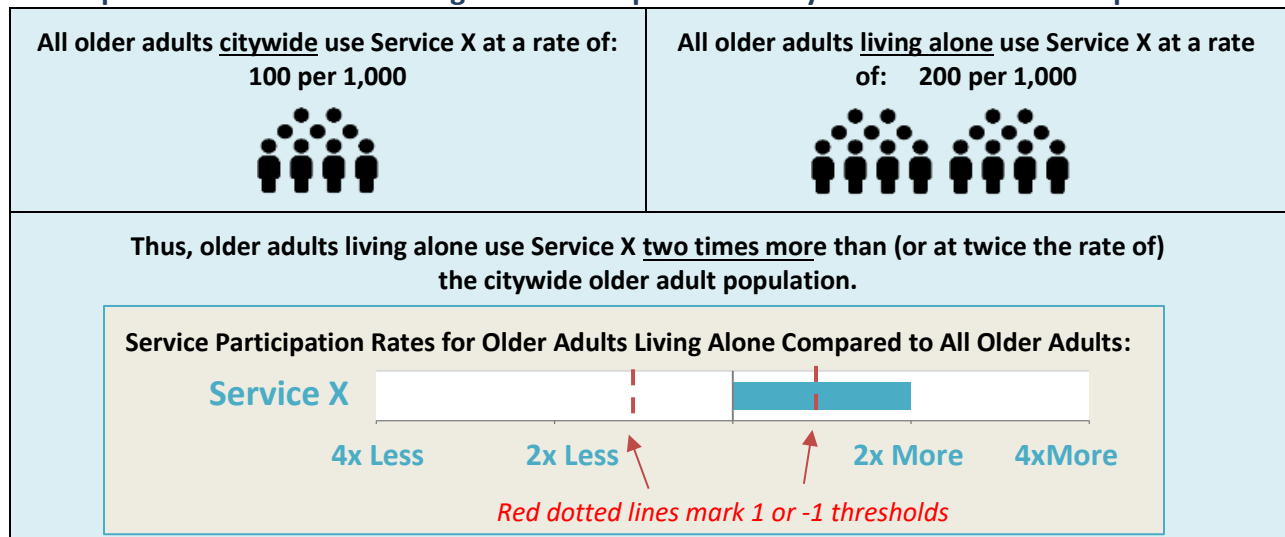 All older adults citywide use Service X at a rate of:
100 per 1,000
All older adults living alone use Service X at a rate
of: 200 per 1,000
Thus, older adults living alone use Service X two times more than (or at twice the rate of)
the citywide older adult population.
Service Participation Rates for Older Adults Living Alone Compared to All Older Adults:
Service X
4x Less 2x Less 2x More 4xMore
Red dotted lines mark 1 or -1 thresholds